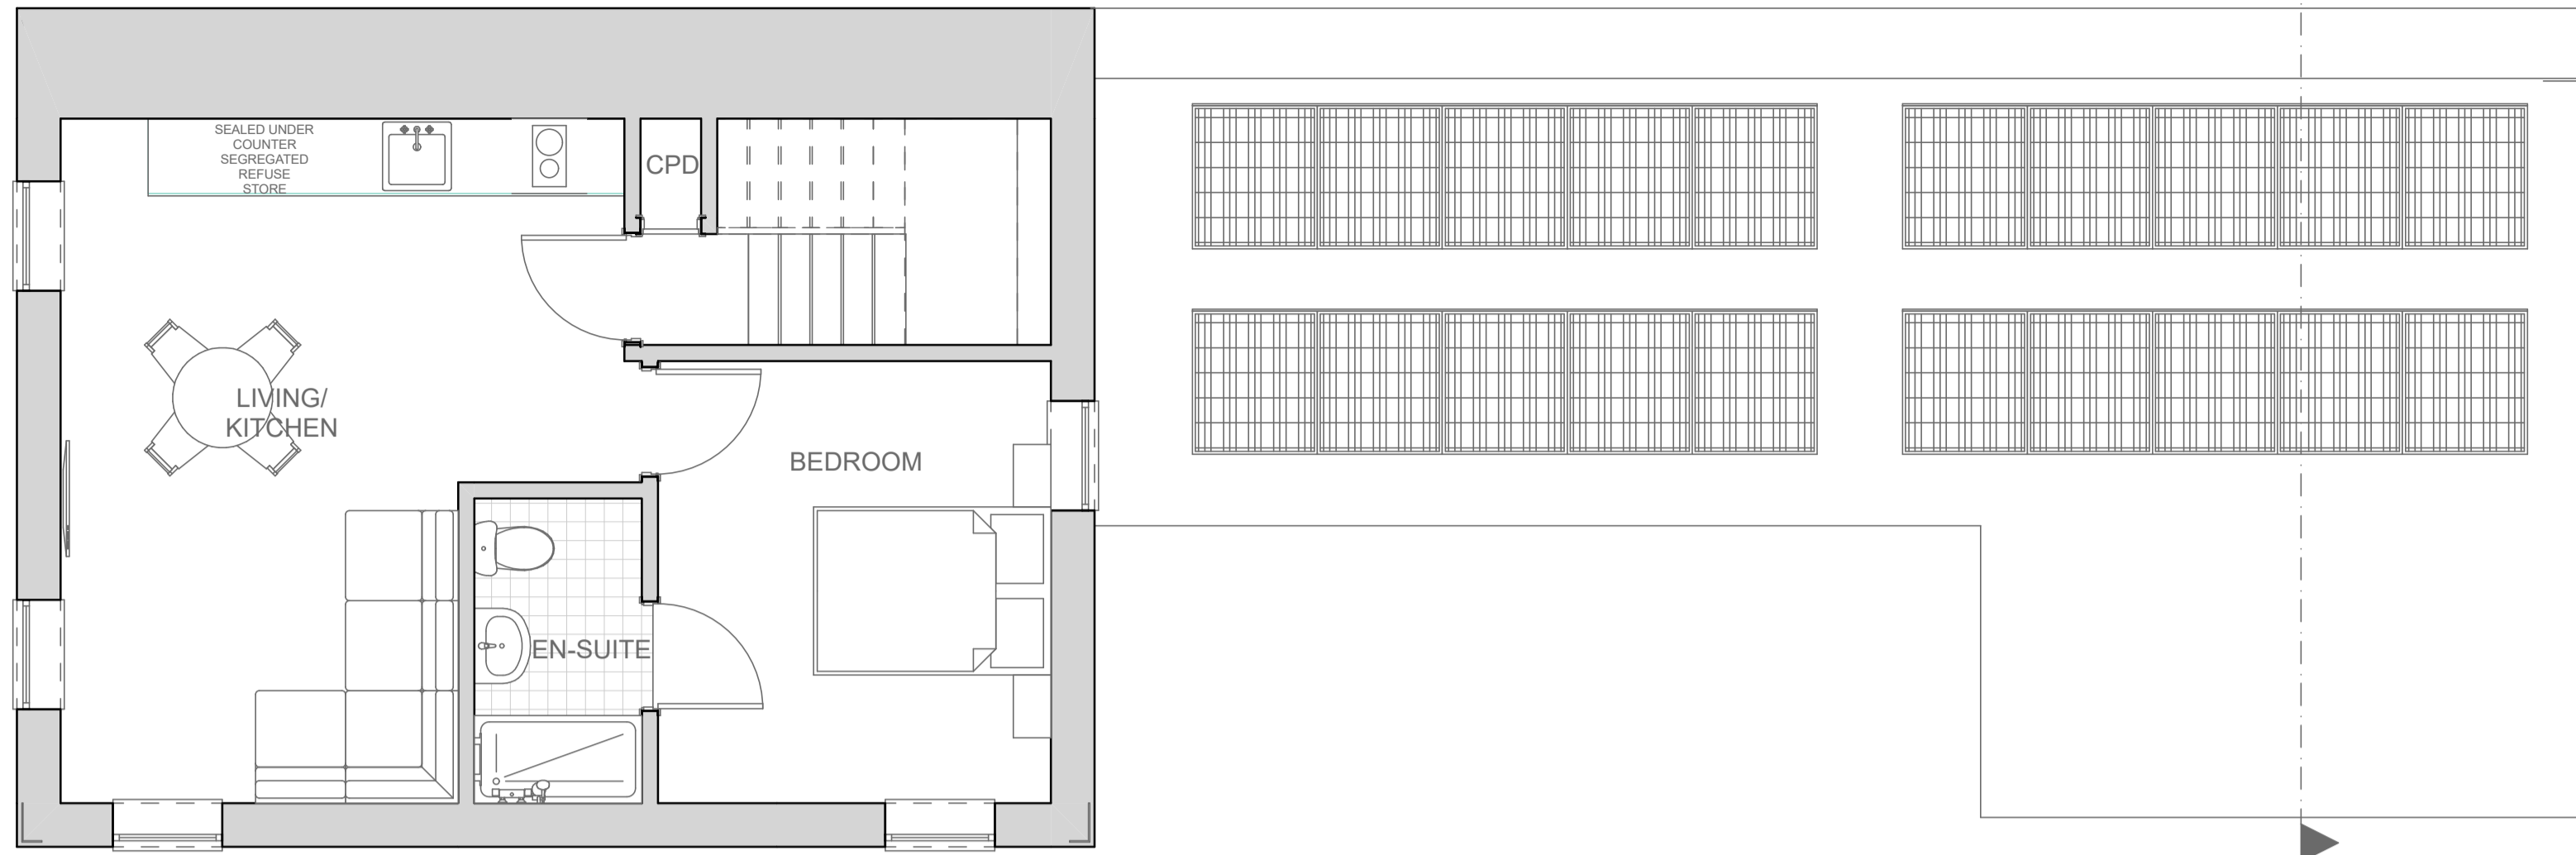 SEALED UNDER
COUNTER
SEGREGATED
REFUSE
STORE
CPD
LIVING/
KITCHEN
BEDROOM
EN-SUITE